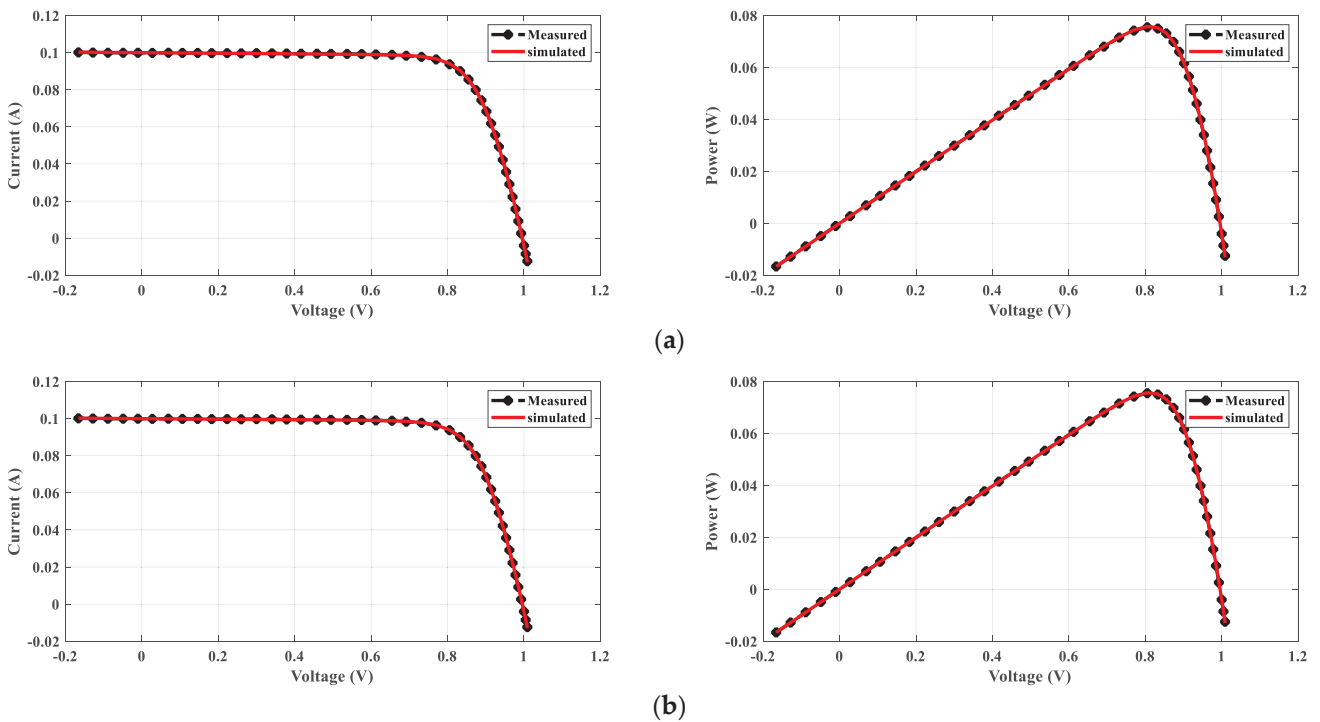 0.12
0.1
0.08
0.06
0.04
0.02
0
-0.02
Current (A)
-0.2 0 0.2 0.4 0.6 0.8 1 1.2
Voltage (V)
Measured
simulated
0.08
0.06
0.04
0.02
0
-0.02
Power (W)
-0.2 0 0.2 0.4 0.6 0.8 1 1.2
Voltage (V)
Measured
simulated
(a)
0.12
0.1
0.08
0.06
0.04
0.02
0
-0.02
Current (A)
-0.2 0 0.2 0.4 0.6 0.8 1 1.2
Voltage (V)
Measured
simulated
0.08
0.06
0.04
0.02
0
-0.02
Power (W)
-0.2 0 0.2 0.4 0.6 0.8 1 1.2
Voltage (V)
Measured
simulated
(b)